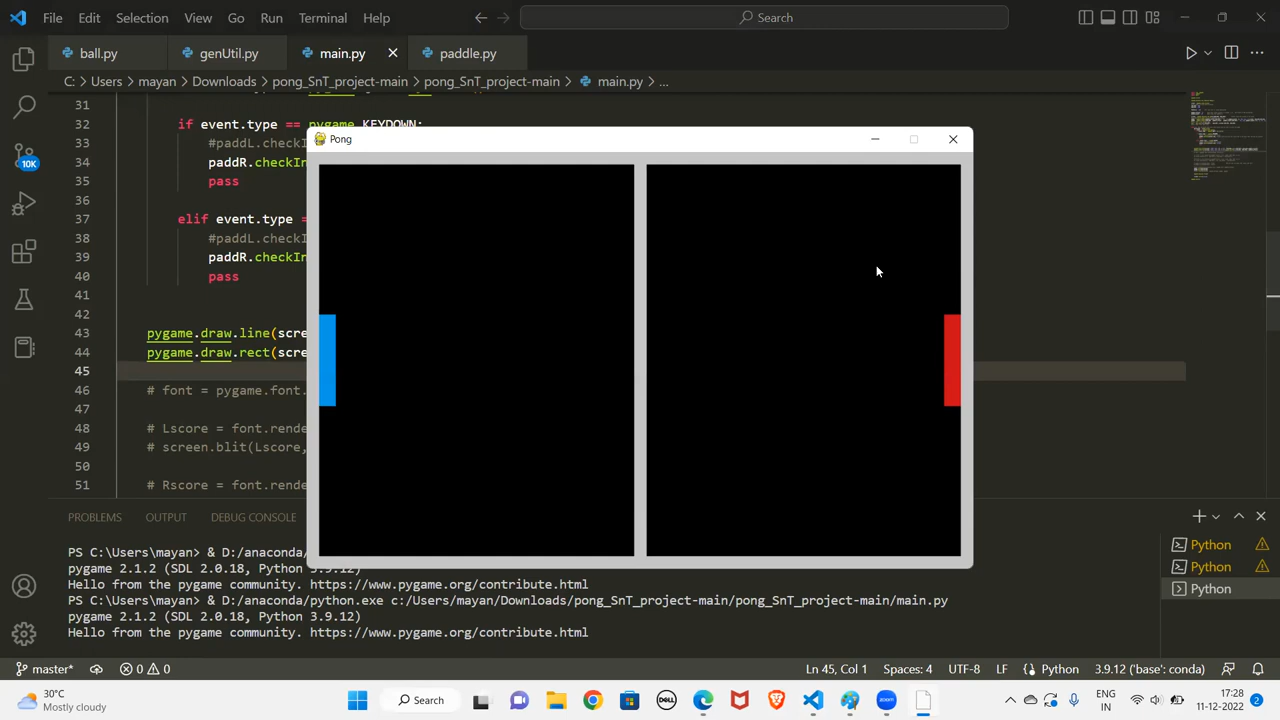 File Edit Selection View Go Run Terminal Help
Search
ball.py genUtil.py main.py paddle.py
C: > Users > mayan > Downloads > pong_SnT_project-main > pong_SnT_project-main > main.py > ...
31
32 if event.type == pygame.KEYDOWN:
Pong
33 #paddL.checkIn
34 paddR.checkIn
35 pass
36
37 elif event.type =
38 #paddL.checkI
39 paddR.checkIn
40 pass
41
42
43 pygame.draw.line(scre
44 pygame.draw.rect(scre
45
46 # font = pygame.font.
47
48 # Lscore = font.rende
49 # screen.blit(Lscore,
50
51 # Rscore = font.rende
10K
PROBLEMS OUTPUT DEBUG CONSOLE
PS C:\Users\mayan> & D:/anaconda/
pygame 2.1.2 (SDL 2.0.18, Python 3.9.12)
Hello from the pygame community. https://www.pygame.org/contribute.html
PS C:\Users\mayan> & D:/anaconda/python.exe c:/Users/mayan/Downloads/pong_SnT_project-main/pong_SnT_project-main/main.py
pygame 2.1.2 (SDL 2.0.18, Python 3.9.12)
Hello from the pygame community. https://www.pygame.org/contribute.html
Python
Python
Python
master* 0 0 Ln 45, Col 1 Spaces: 4 UTF-8 LF Python 3.9.12 ('base': conda)
30°C
Mostly cloudy
Search
DELL
zoom
ENG
IN
17:28
11-12-2022
2